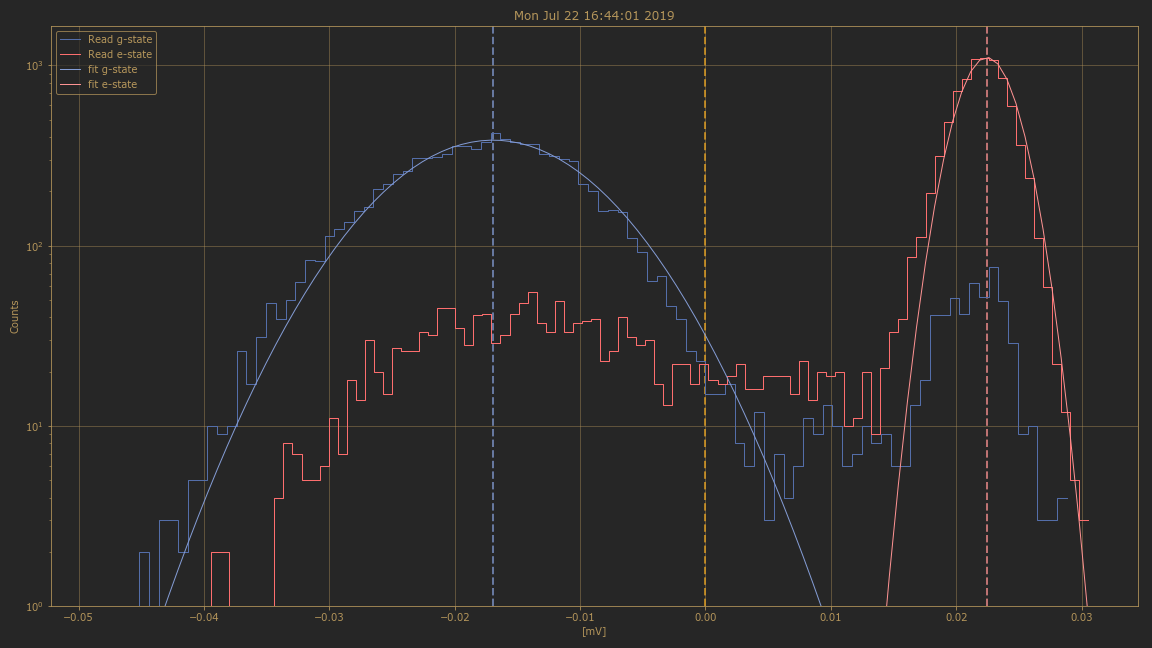 Mon Jul 22 16:44:01 2019
Read g-state
Read e-state
fit g-state
fit e-state
Counts
10³
10²
10¹
10⁰
−0.05 −0.04 −0.03 −0.02 −0.01 0.00 0.01 0.02 0.03
[mV]